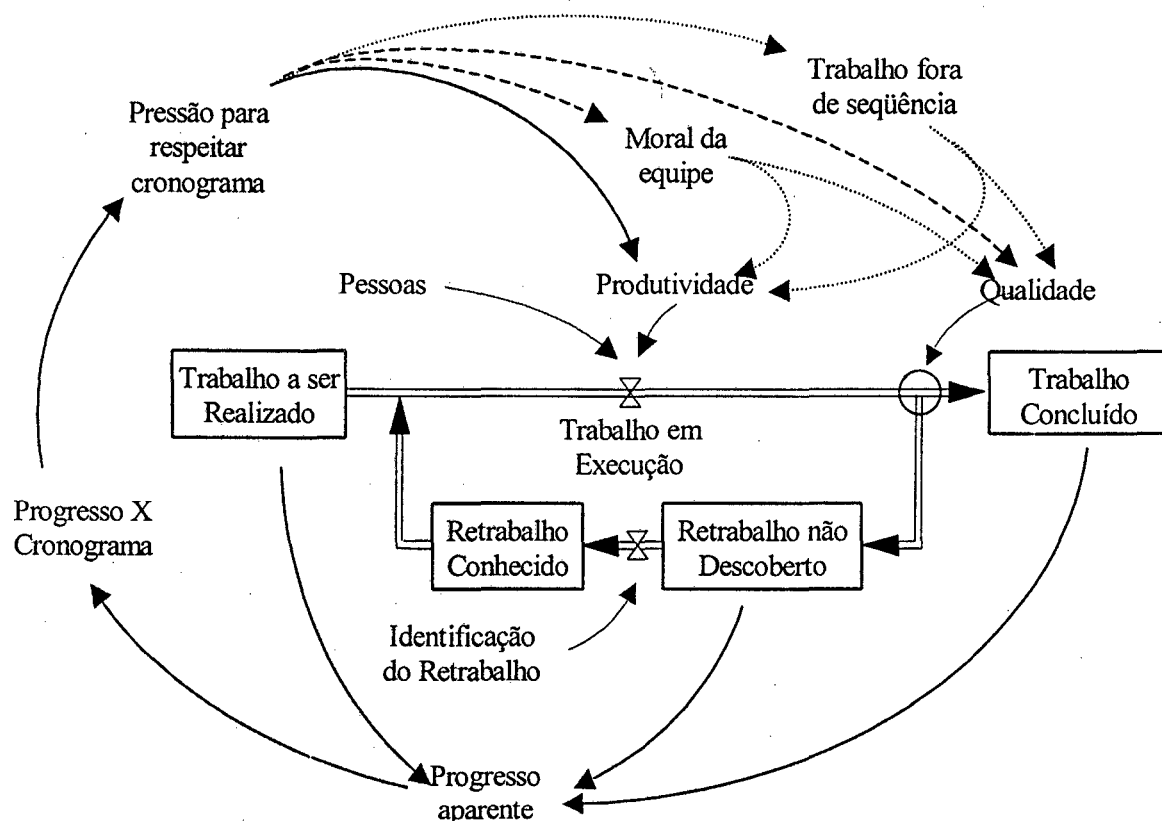 Trabalho fora
de seqüência
Pressão para
respeitar
cronograma
Moral da
equipe
Pessoas
Produtividade
Qualidade
Trabalho a ser
Realizado
Trabalho
Concluído
Trabalho em
Execução
Progresso X
Cronograma
Retrabalho
Conhecido
Retrabalho não
Descoberto
Identificação
do Retrabalho
Progresso
aparente